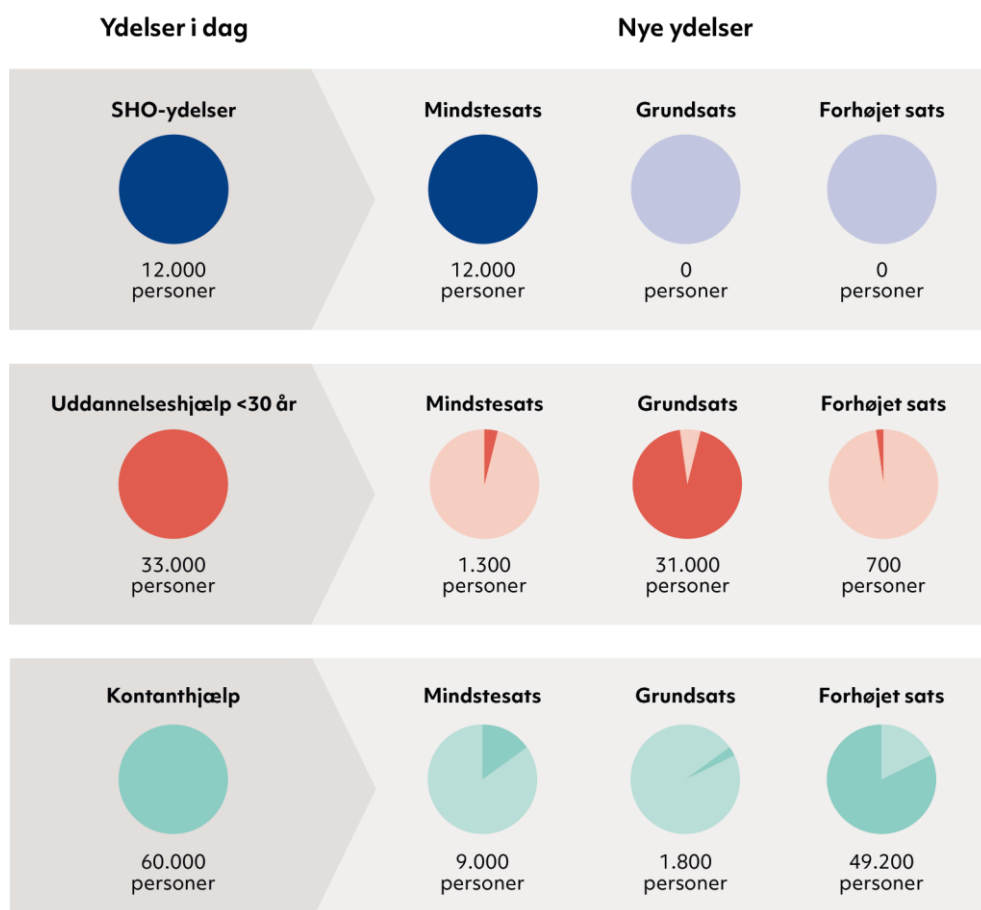 Ydelser i dag
Nye ydelser
SHO-ydelser
Mindstesats
Grundsats
Forhøjet sats
12.000
personer
12.000
personer
0
personer
0
personer
Uddannelseshjælp <30 år
Mindstesats
Grundsats
Forhøjet sats
33.000
personer
1.300
personer
31.000
personer
700
personer
Kontanthjælp
Mindstesats
Grundsats
Forhøjet sats
60.000
personer
9.000
personer
1.800
personer
49.200
personer